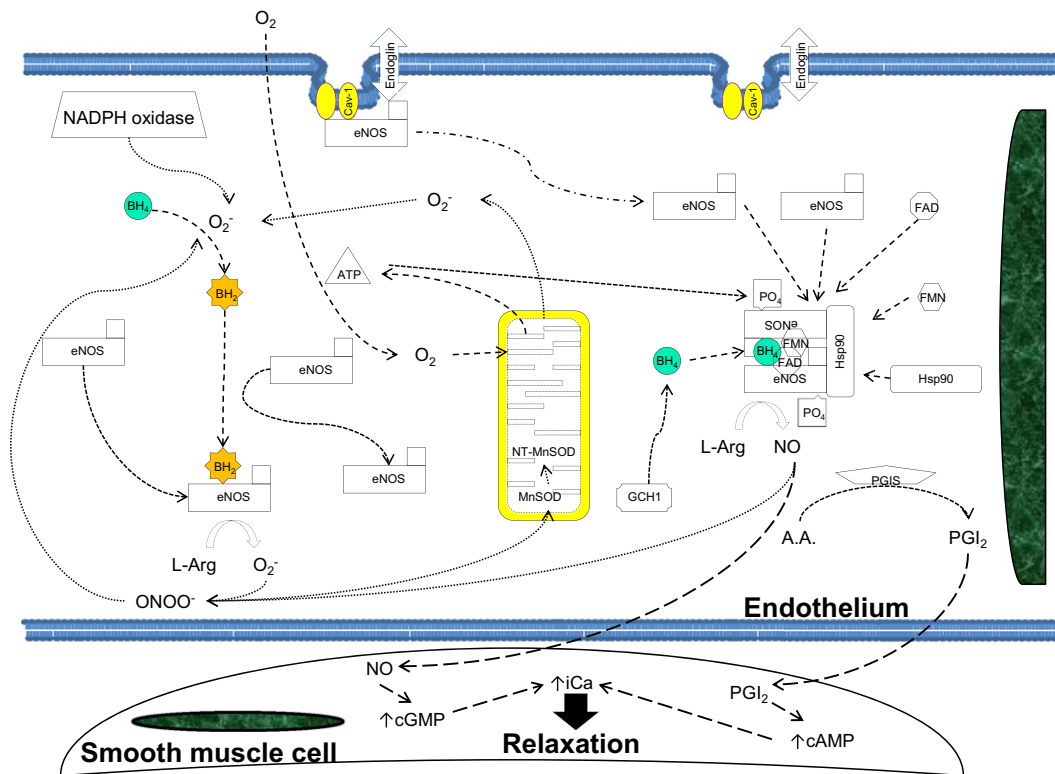 O₂
Endoglin
Endoglin
Cav-1
Cav-1
NADPH oxidase
eNOS
BH₄
O₂⁻
O₂⁻
eNOS
eNOS
FAD
ATP
BH₂
PO₄
FMN
eNOS
FMN
eNOS
O₂
BH₄
BH₄
FAD
Hsp90
eNOS
eNOS
Hsp90
PO₄
L-Arg
NO
BH₂
NT-MnSOD
eNOS
eNOS
MnSOD
GCH1
PGIS
A.A.
PGI₂
L-Arg
O₂⁻
ONOO⁻
Endothelium
NO
↑iCa
PGI₂
↑cGMP
↑cAMP
Smooth muscle cell
Relaxation